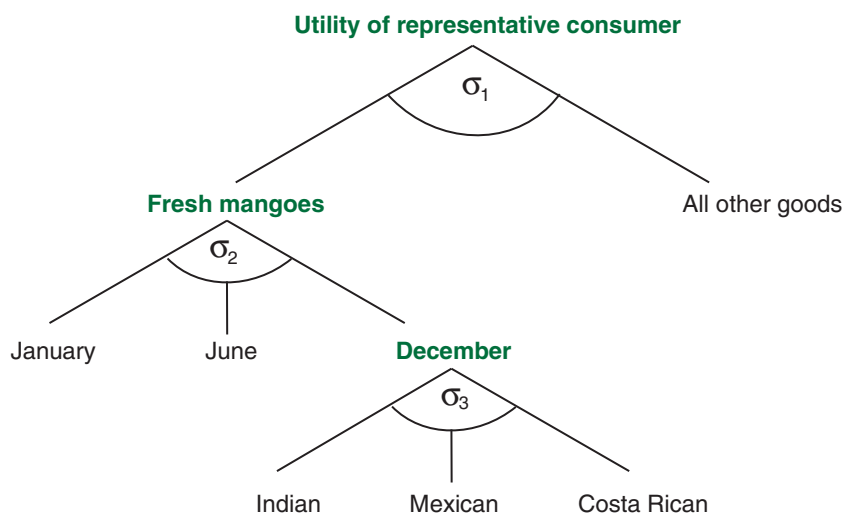 Utility of representative consumer
σ1
Fresh mangoes
All other goods
σ2
January
June
December
σ3
Indian
Mexican
Costa Rican